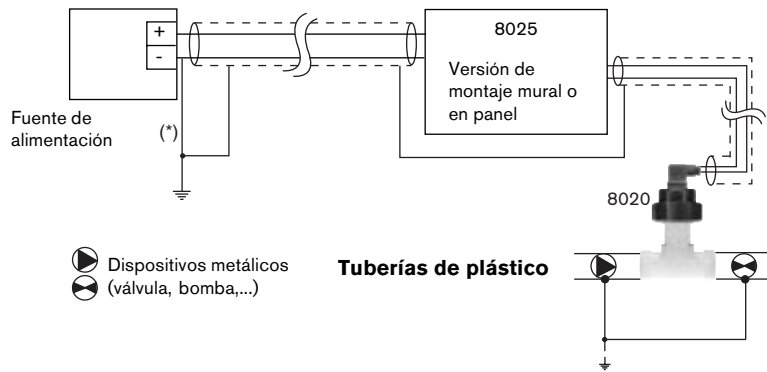 +
-
Fuente de
alimentación
(*)
8025
Versión de
montaje mural o
en panel
8020
Dispositivos metálicos
(válvula, bomba,...)
Tuberías de plástico